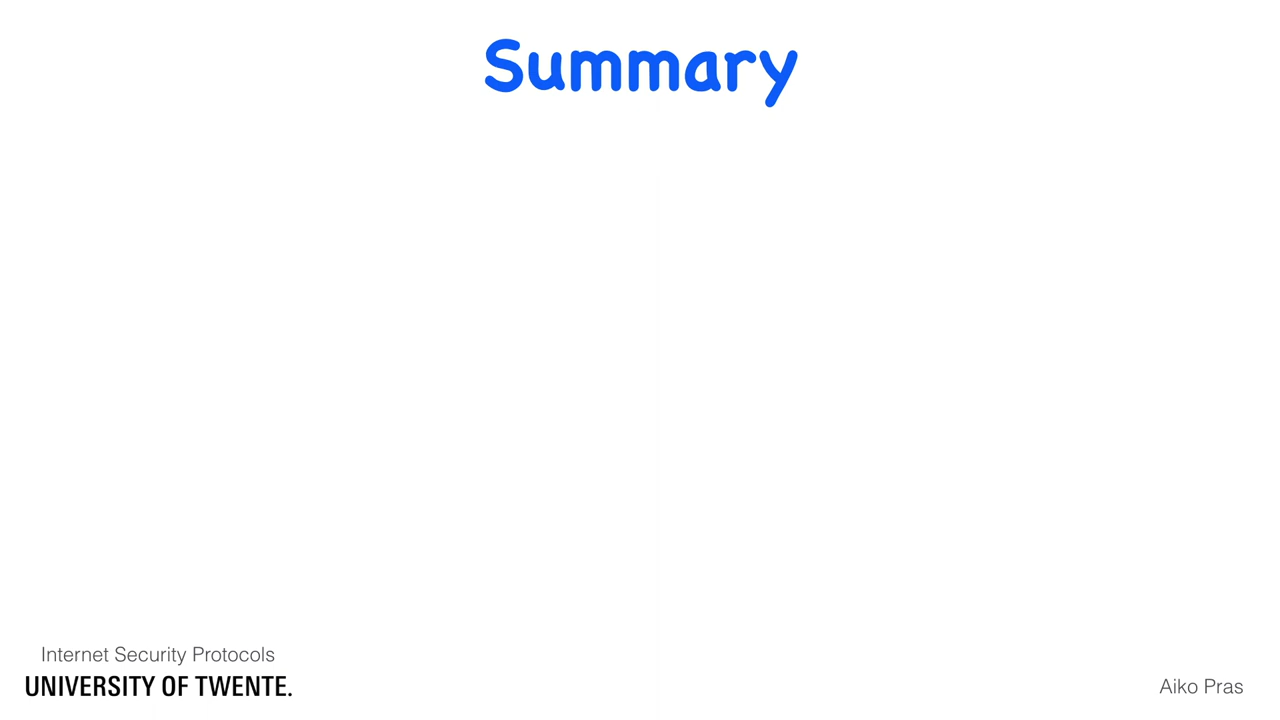 Summary
Internet Security Protocols
UNIVERSITY OF TWENTE.
Aiko Pras